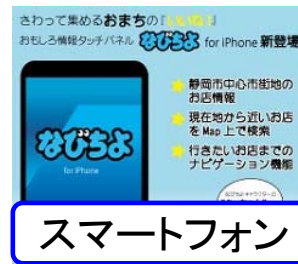 さわって集めるおまちの『いいね!』
おもしろ情報タッチパネル なびちよ for iPhone 新登場
★ 静岡市中心市街地の
お店情報
★ 現在地から近いお店
を Map 上で検索
★ 行きたいお店までの
ナビゲーション機能
なびちよ
for iPhone
スマートフォン